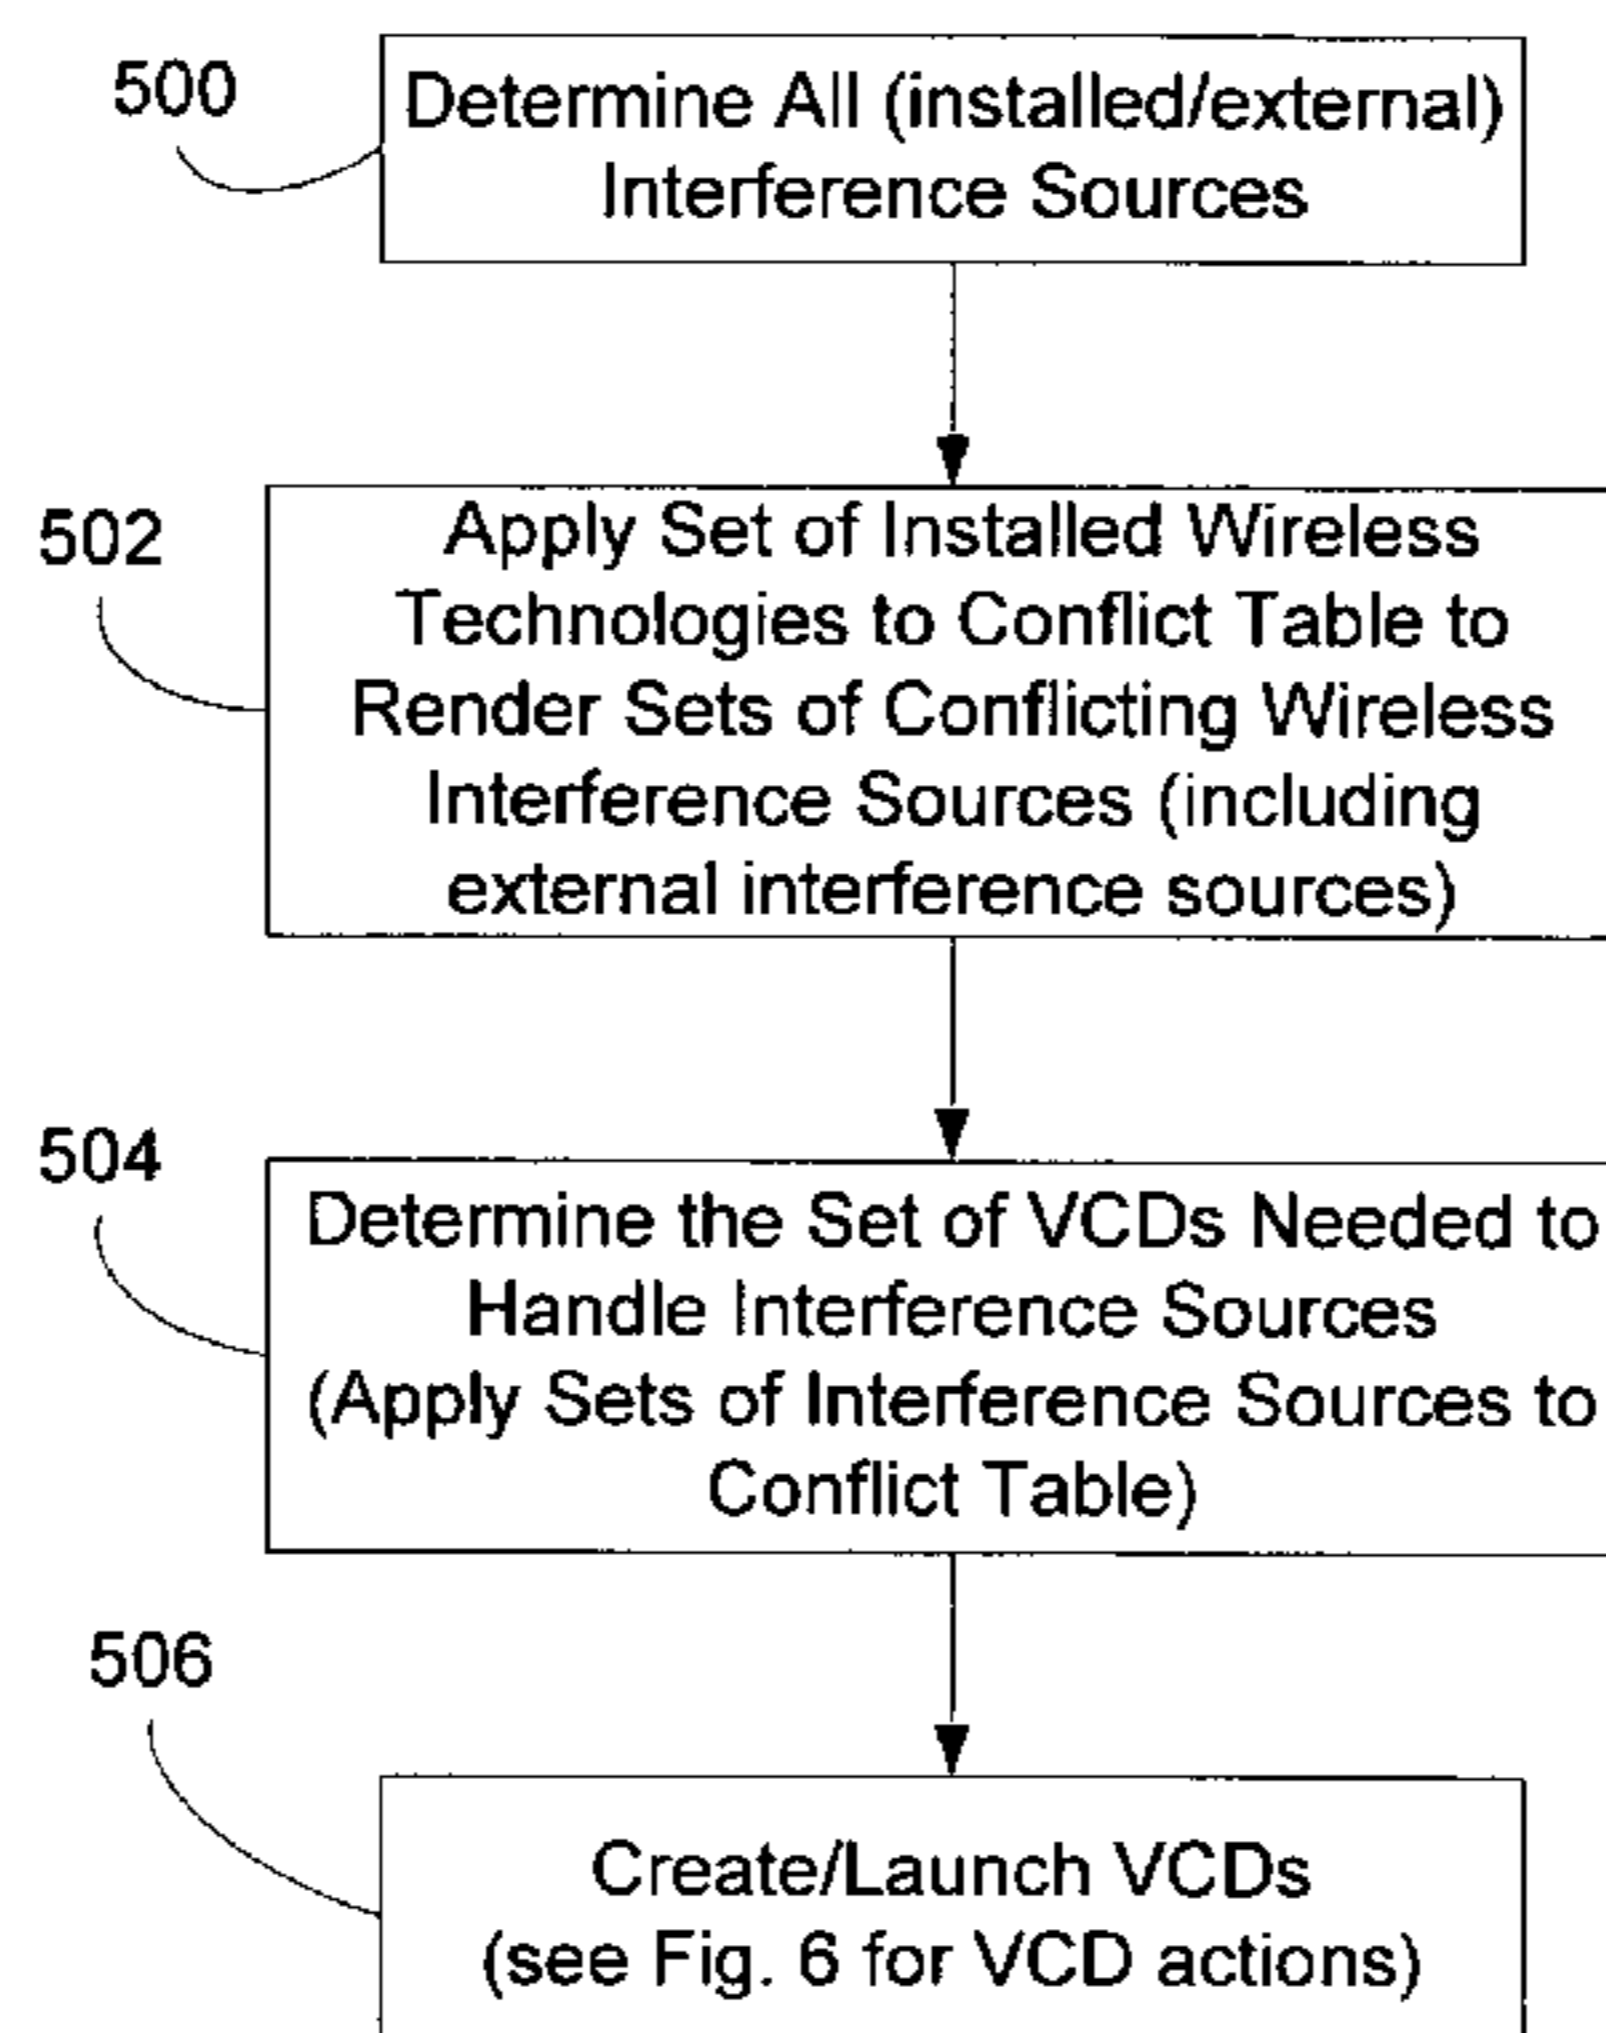 500
Determine All (installed/external)
Interference Sources
502
Apply Set of Installed Wireless
Technologies to Conflict Table to
Render Sets of Conflicting Wireless
Interference Sources (including
external interference sources)
504
Determine the Set of VCDs Needed to
Handle Interference Sources
(Apply Sets of Interference Sources to
Conflict Table)
506
Create/Launch VCDs
(see Fig. 6 for VCD actions)